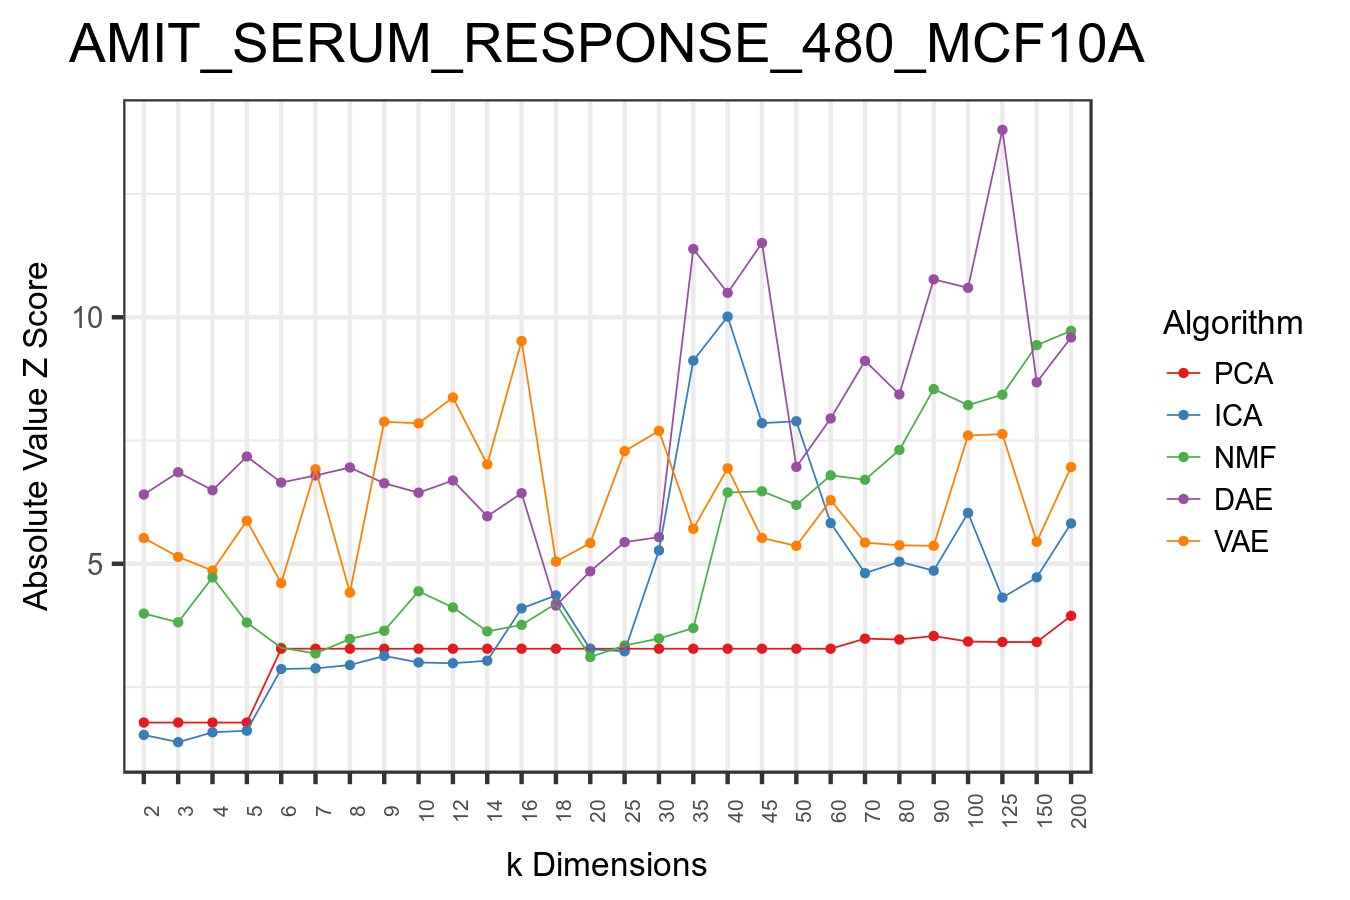 AMIT_SERUM_RESPONSE_480_MCF10A
Absolute Value Z Score
10
5
2 3 4 5 6 7 8 9 10 12 14 16 18 20 25 30 35 40 45 50 60 70 80 90 100 125 150 200
k Dimensions
Algorithm
PCA
ICA
NMF
DAE
VAE